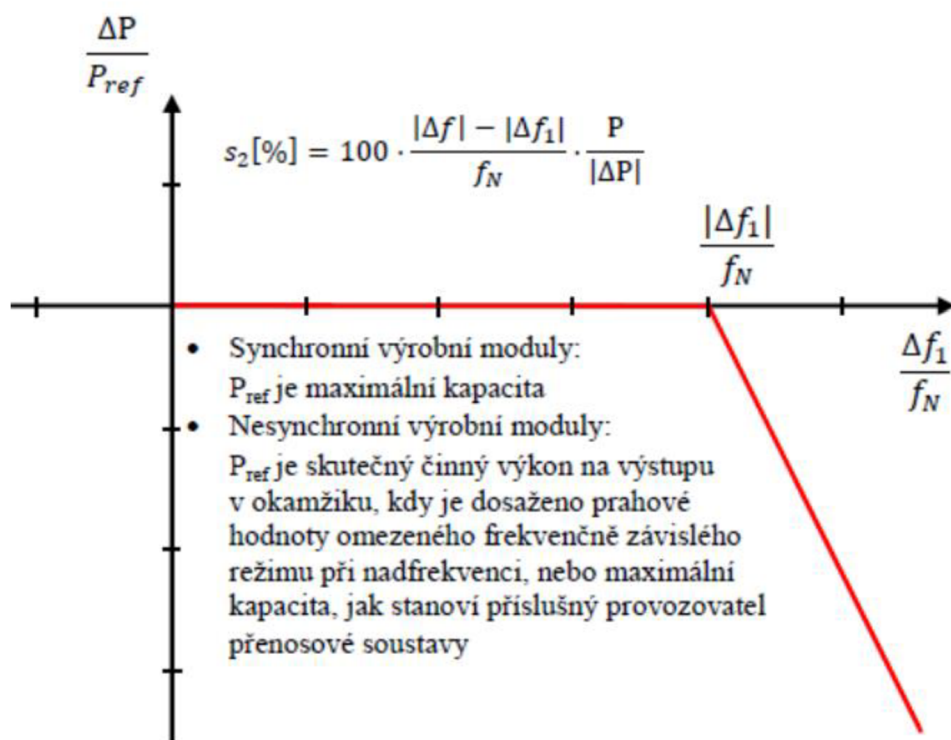 ΔP
P_ref
s₂[%] = 100 · (|Δf| − |Δf₁|)/f_N · P/|ΔP|
|Δf₁|
f_N
• Synchronní výrobní moduly:
P_ref je maximální kapacita
Δf₁
f_N
• Nesynchronní výrobní moduly:
P_ref je skutečný činný výkon na výstupu
v okamžiku, kdy je dosaženo prahové
hodnoty omezeného frekvenčně závislého
režimu při nadfrekvenci, nebo maximální
kapacita, jak stanoví příslušný provozovatel
přenosové soustavy